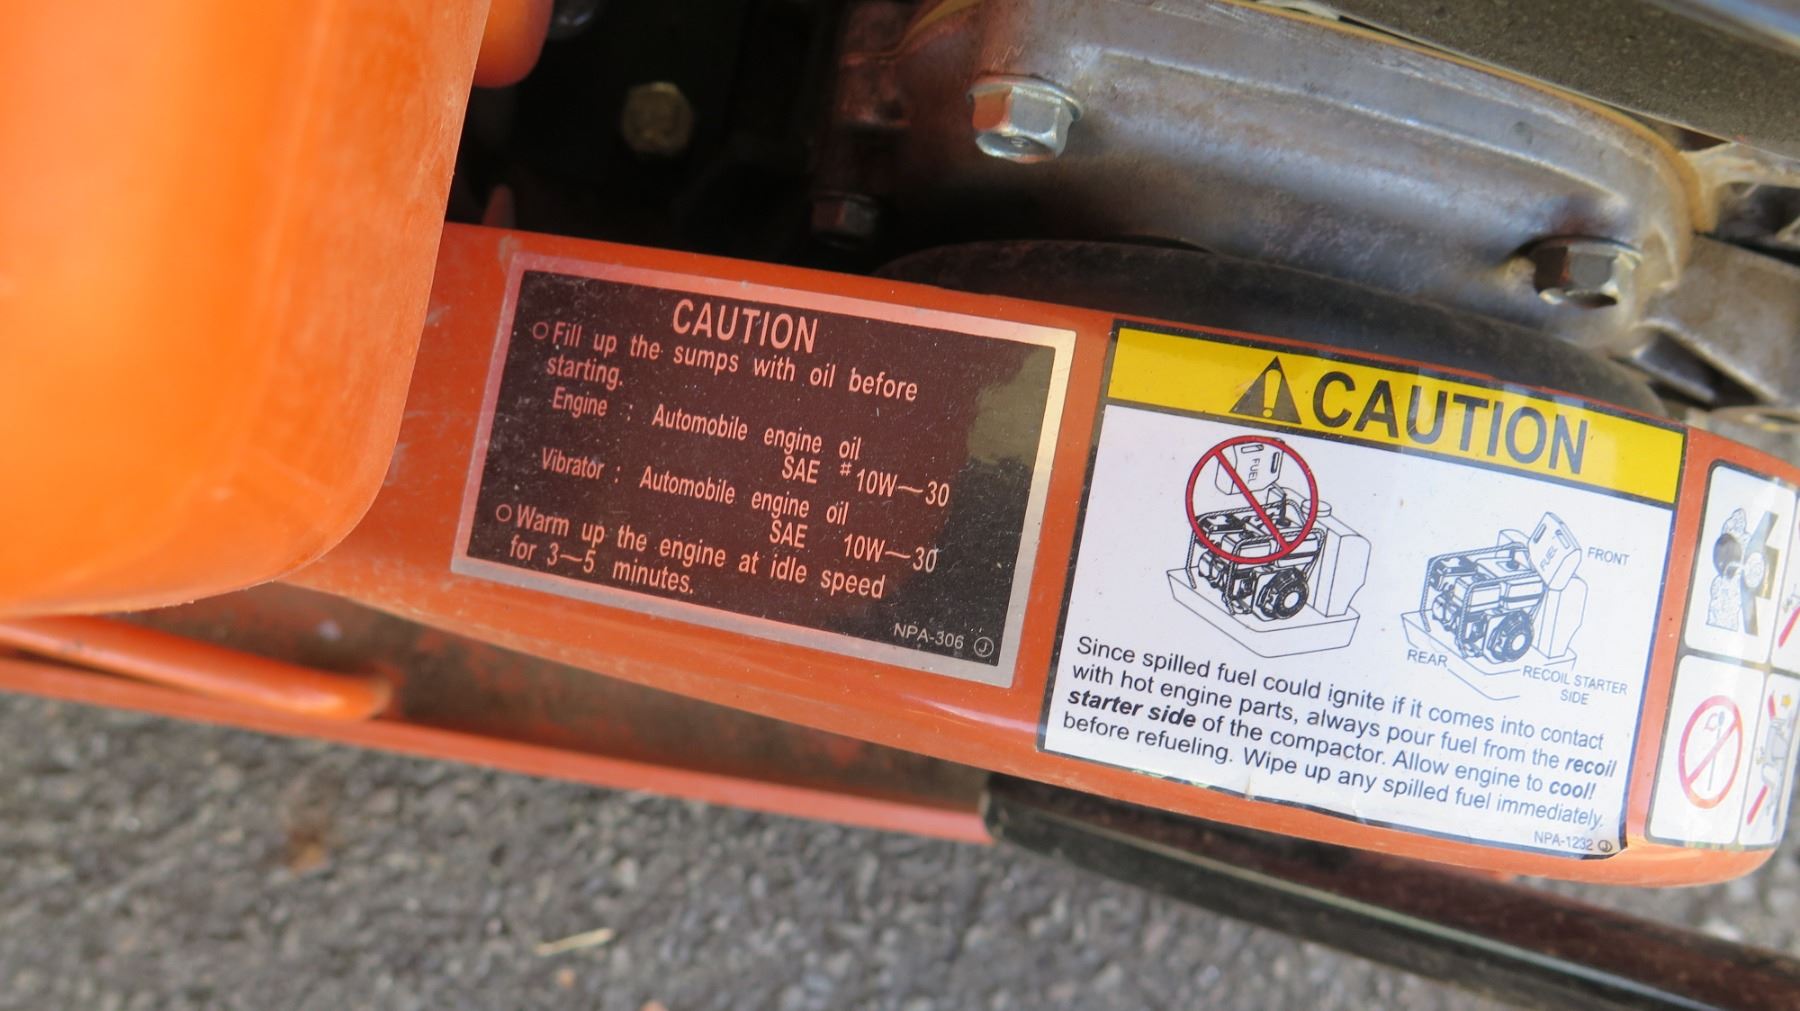 CAUTION
○ Fill up the sumps with oil before
starting.
Engine : Automobile engine oil
SAE # 10W—30
Vibrator : Automobile engine oil
SAE 10W—30
○ Warm up the engine at idle speed
for 3—5 minutes.
NPA-306 J
CAUTION
FUEL
FUEL
FRONT
REAR
RECOIL STARTER
SIDE
Since spilled fuel could ignite if it comes into contact
with hot engine parts, always pour fuel from the recoil
starter side of the compactor. Allow engine to cool!
before refueling. Wipe up any spilled fuel immediately.
NPA-1232 J